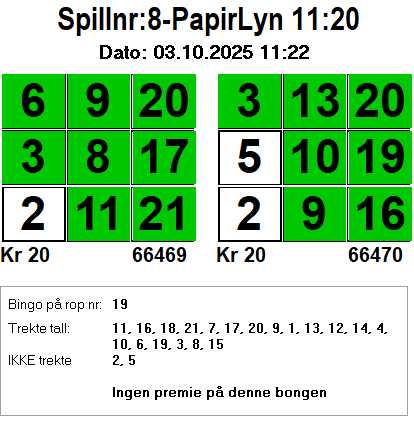 Spillnr:8-PapirLyn 11:20
Dato: 03.10.2025 11:22
6 9 20 3 13 20
3 8 17 5 10 19
2 11 21 2 9 16
Kr 20 66469 Kr 20 66470
Bingo på rop nr: 19
Trekte tall: 11, 16, 18, 21, 7, 17, 20, 9, 1, 13, 12, 14, 4,
10, 6, 19, 3, 8, 15
IKKE trekte 2, 5
Ingen premie på denne bongen